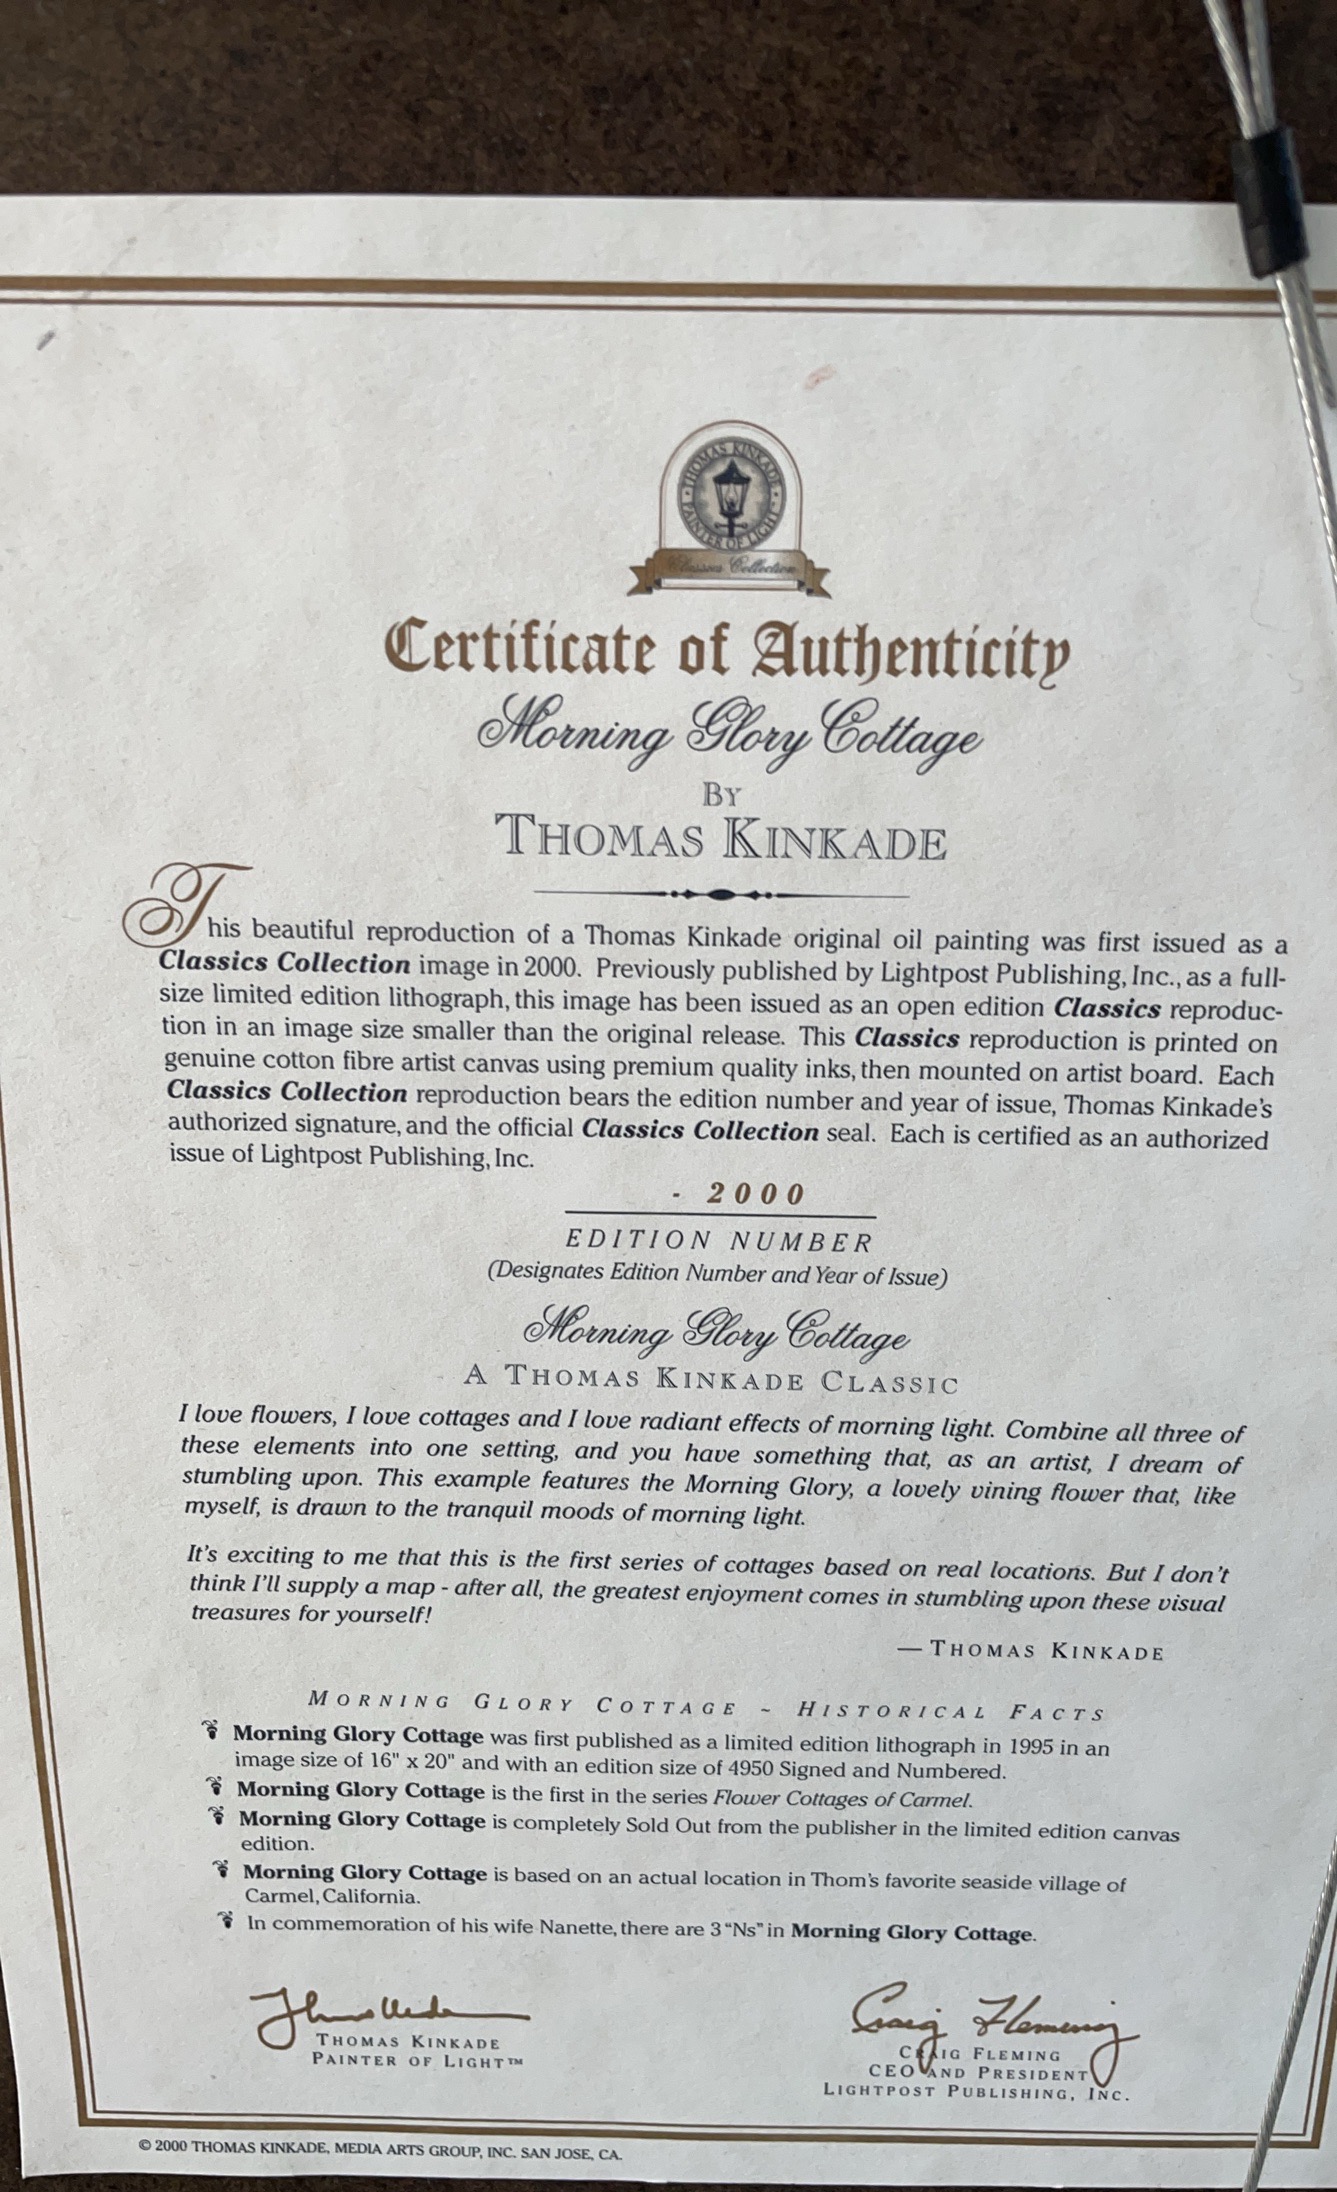 THOMAS KINKADE
PAINTER OF LIGHT
Classics Collection
Certificate of Authenticity
Morning Glory Cottage
BY
THOMAS KINKADE
This beautiful reproduction of a Thomas Kinkade original oil painting was first issued as a
Classics Collection image in 2000. Previously published by Lightpost Publishing, Inc., as a full-
size limited edition lithograph, this image has been issued as an open edition Classics reproduc-
tion in an image size smaller than the original release. This Classics reproduction is printed on
genuine cotton fibre artist canvas using premium quality inks, then mounted on artist board. Each
Classics Collection reproduction bears the edition number and year of issue, Thomas Kinkade's
authorized signature, and the official Classics Collection seal. Each is certified as an authorized
issue of Lightpost Publishing, Inc.
- 2000
EDITION NUMBER
(Designates Edition Number and Year of Issue)
Morning Glory Cottage
A THOMAS KINKADE CLASSIC
I love flowers, I love cottages and I love radiant effects of morning light. Combine all three of
these elements into one setting, and you have something that, as an artist, I dream of
stumbling upon. This example features the Morning Glory, a lovely vining flower that, like
myself, is drawn to the tranquil moods of morning light.
It's exciting to me that this is the first series of cottages based on real locations. But I don't
think I'll supply a map - after all, the greatest enjoyment comes in stumbling upon these visual
treasures for yourself!
— THOMAS KINKADE
MORNING GLORY COTTAGE ~ HISTORICAL FACTS
Morning Glory Cottage was first published as a limited edition lithograph in 1995 in an
image size of 16" x 20" and with an edition size of 4950 Signed and Numbered.
Morning Glory Cottage is the first in the series Flower Cottages of Carmel.
Morning Glory Cottage is completely Sold Out from the publisher in the limited edition canvas
edition.
Morning Glory Cottage is based on an actual location in Thom's favorite seaside village of
Carmel, California.
In commemoration of his wife Nanette, there are 3 "Ns" in Morning Glory Cottage.
Craig Fleming
THOMAS KINKADE
PAINTER OF LIGHT™
CRAIG FLEMING
CEO AND PRESIDENT
LIGHTPOST PUBLISHING, INC.
© 2000 THOMAS KINKADE, MEDIA ARTS GROUP, INC. SAN JOSE, CA.